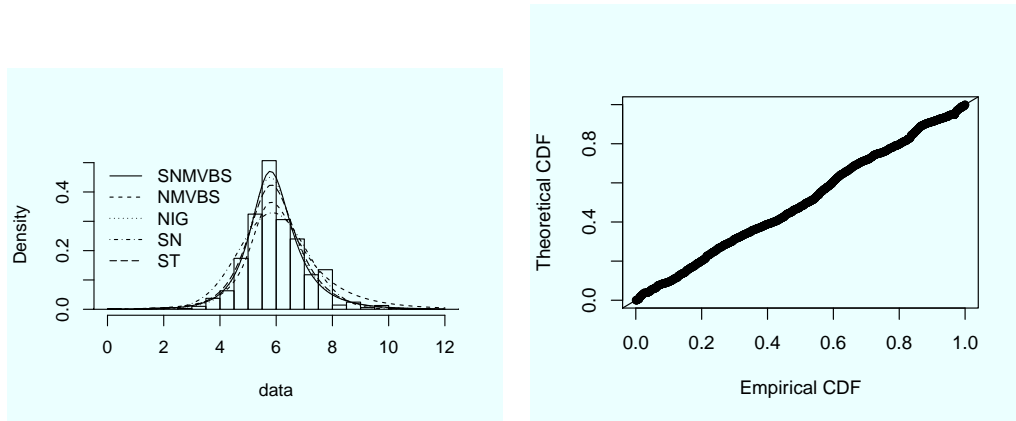 Density
0.0
0.2
0.4
SNMVBS
NMVBS
NIG
SN
ST
0 2 4 6 8 10 12
data
Theoretical CDF
0.0
0.4
0.8
0.0 0.2 0.4 0.6 0.8 1.0
Empirical CDF